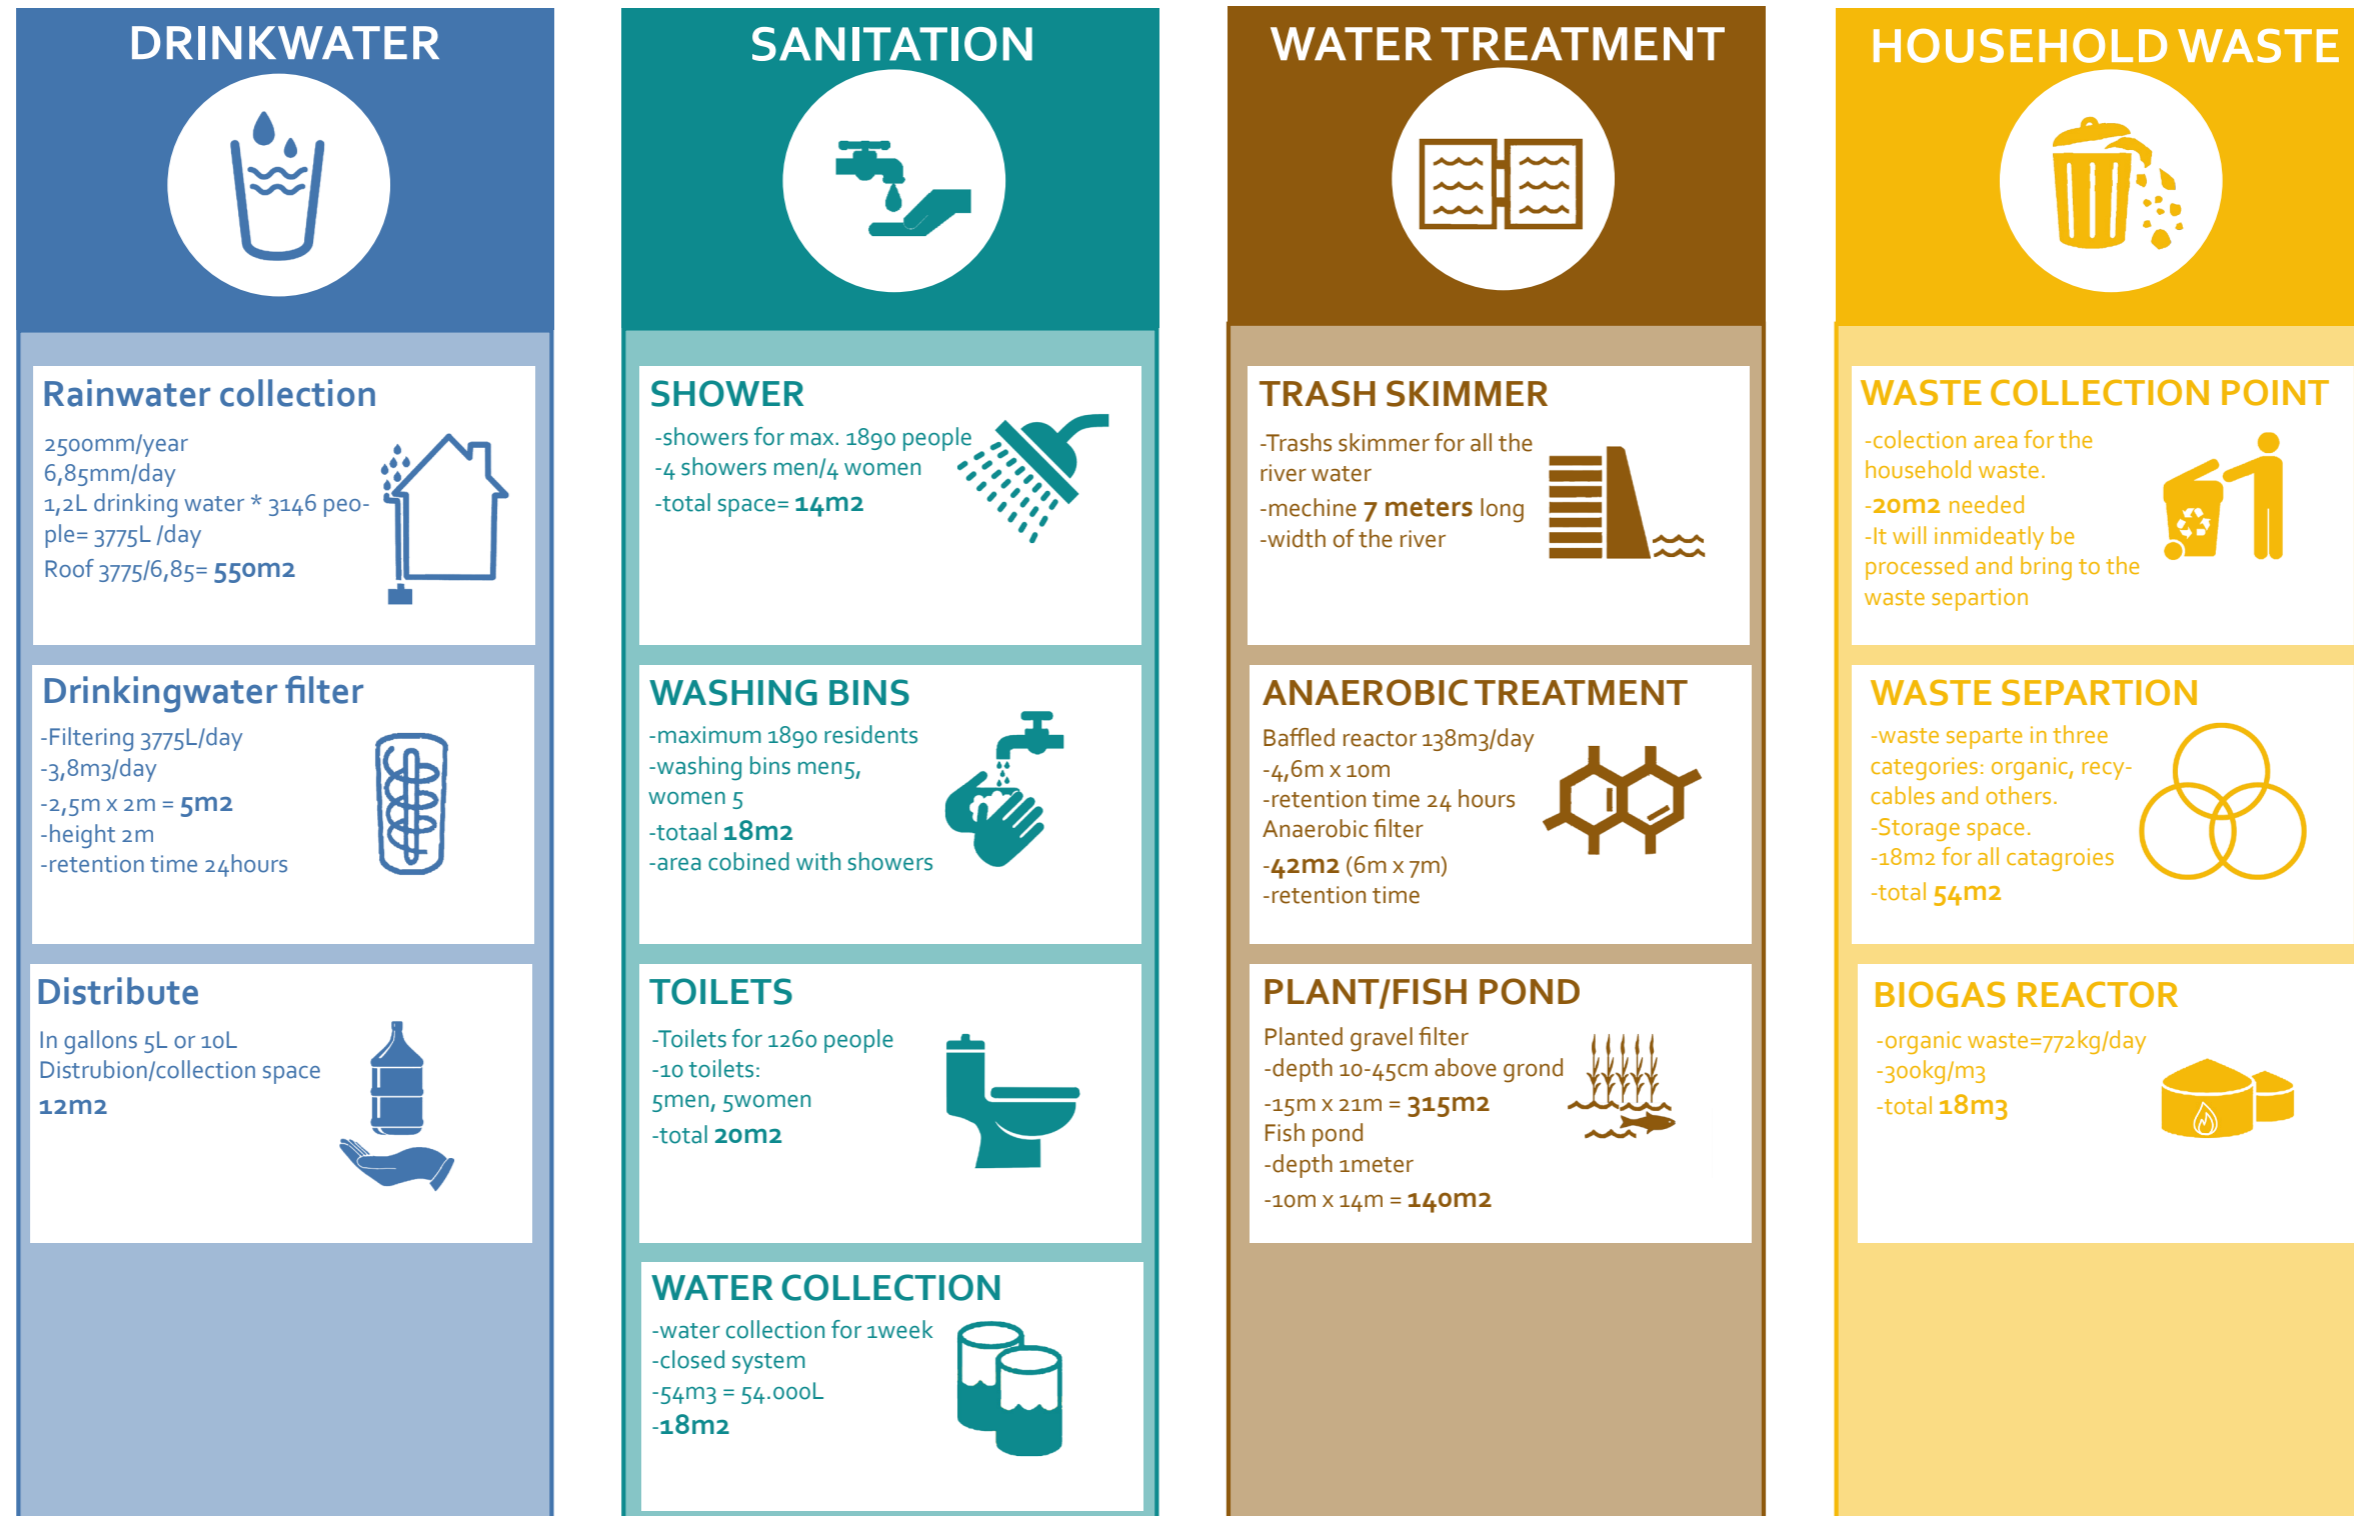 DRINKWATER
Rainwater collection
2500mm/year
6,85mm/day
1,2L drinking water * 3146 peo-
ple= 3775L /day
Roof 3775/6,85= 550m2
Drinkingwater filter
-Filtering 3775L/day
-3,8m3/day
-2,5m x 2m = 5m2
-height 2m
-retention time 24hours
Distribute
In gallons 5L or 10L
Distrubion/collection space
12m2
SANITATION
SHOWER
-showers for max. 1890 people
-4 showers men/4 women
-total space= 14m2
WASHING BINS
-maximum 1890 residents
-washing bins men5,
women 5
-totaal 18m2
-area cobined with showers
TOILETS
-Toilets for 1260 people
-10 toilets:
5men, 5women
-total 20m2
WATER COLLECTION
-water collection for 1week
-closed system
-54m3 = 54.000L
-18m2
WATER TREATMENT
TRASH SKIMMER
-Trashs skimmer for all the
river water
-mechine 7 meters long
-width of the river
ANAEROBIC TREATMENT
Baffled reactor 138m3/day
-4,6m x 10m
-retention time 24 hours
Anaerobic filter
-42m2 (6m x 7m)
-retention time
PLANT/FISH POND
Planted gravel filter
-depth 10-45cm above grond
-15m x 21m = 315m2
Fish pond
-depth 1meter
-10m x 14m = 140m2
HOUSEHOLD WASTE
WASTE COLLECTION POINT
-colection area for the
household waste.
-20m2 needed
-It will inmideatly be
processed and bring to the
waste separtion
WASTE SEPARTION
-waste separte in three
categories: organic, recy-
cables and others.
-Storage space.
-18m2 for all catagroies
-total 54m2
BIOGAS REACTOR
-organic waste=772kg/day
-300kg/m3
-total 18m3